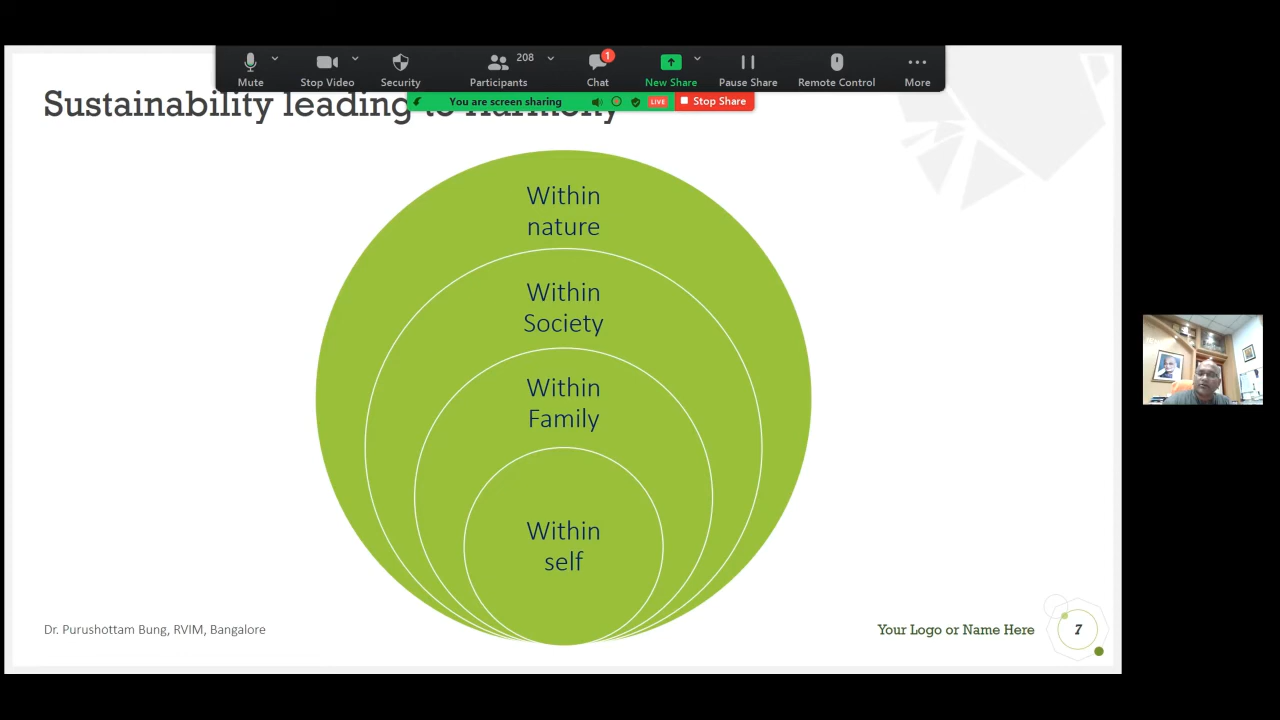 208
1
Mute
Stop Video
Security
Participants
Chat
New Share
Pause Share
Remote Control
More
You are screen sharing
LIVE
Stop Share
Sustainability leading to Harmony
Within
nature
Within
Society
Within
Family
Within
self
Dr. Purushottam Bung, RVIM, Bangalore
Your Logo or Name Here
7